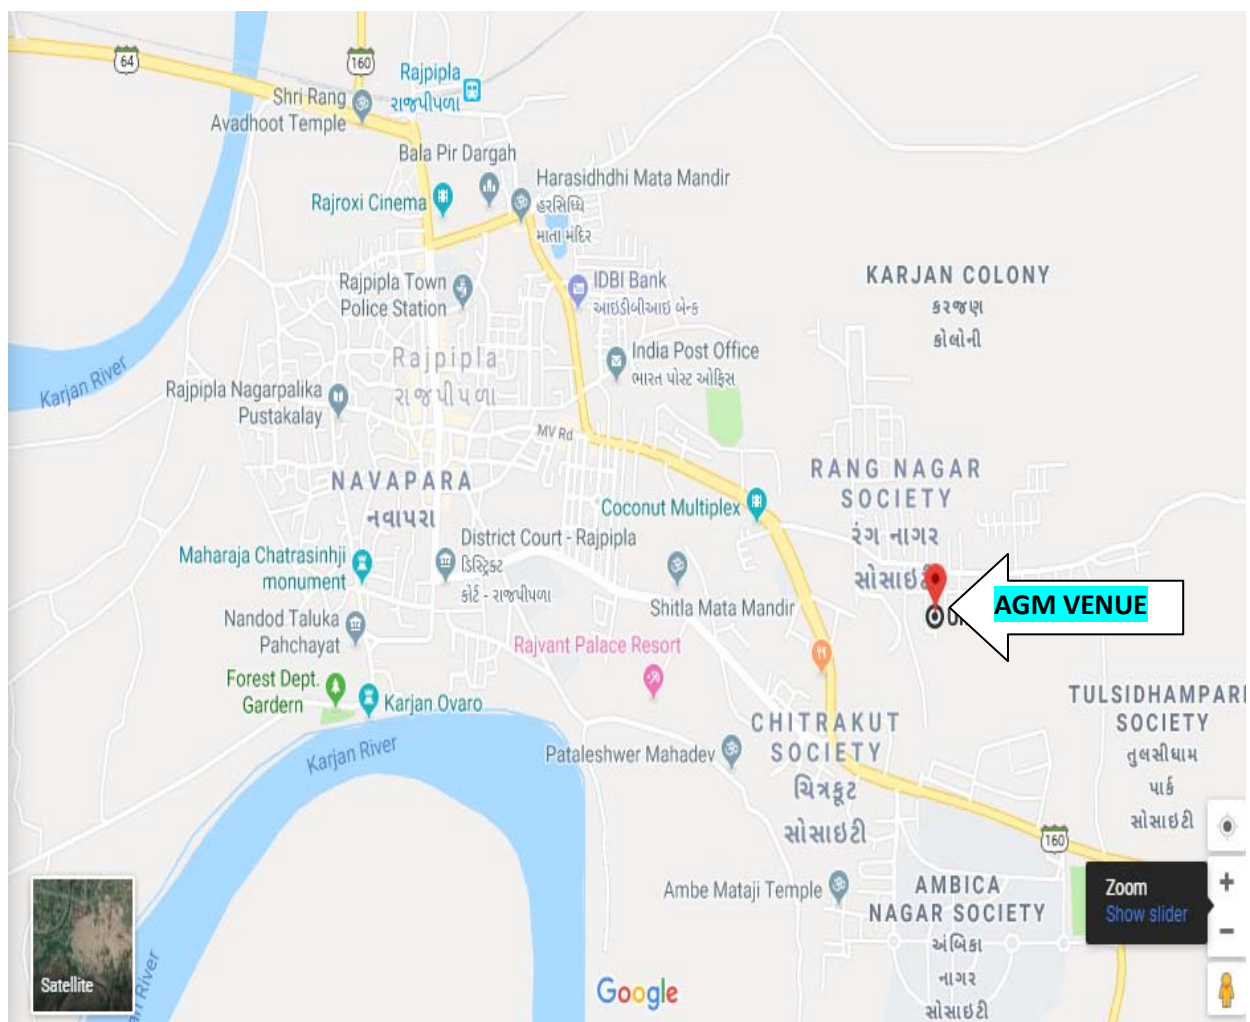 64
160
Rajpipla
રાજપીપળા
Shri Rang
Avadhoot Temple
Bala Pir Dargah
Harasidhdhi Mata Mandir
હરસિધ્ધિ
માતા મંદિર
Rajroxi Cinema
Rajpipla Town
Police Station
IDBI Bank
આઇડીબીઆઇ બેન્ક
KARJAN COLONY
કરજણ
કોલોની
India Post Office
ભારત પોસ્ટ ઓફિસ
Rajpipla
રાજપીપળા
Karjan River
Rajpipla Nagarpalika
Pustakalay
MV Rd
NAVAPARA
નવાપરા
RANG NAGAR
SOCIETY
રંગ નાગર
સોસાઇટી
Coconut Multiplex
District Court - Rajpipla
ડિસ્ટ્રિક્ટ
કોર્ટ - રાજપીપળા
Maharaja Chatrasinhji
monument
Shitla Mata Mandir
AGM VENUE
Nandod Taluka
Pahchayat
Rajvant Palace Resort
Forest Dept.
Gardern
Karjan Ovaro
TULSIDHAMPARK
SOCIETY
તુલસીધામ
પાર્ક
સોસાઇટી
CHITRAKUT
SOCIETY
ચિત્રકૂટ
સોસાઇટી
Karjan River
Pataleshwer Mahadev
160
Ambe Mataji Temple
AMBICA
NAGAR SOCIETY
અંબિકા
નાગર
સોસાઇટી
Zoom
Show slider
Satellite
River
Google